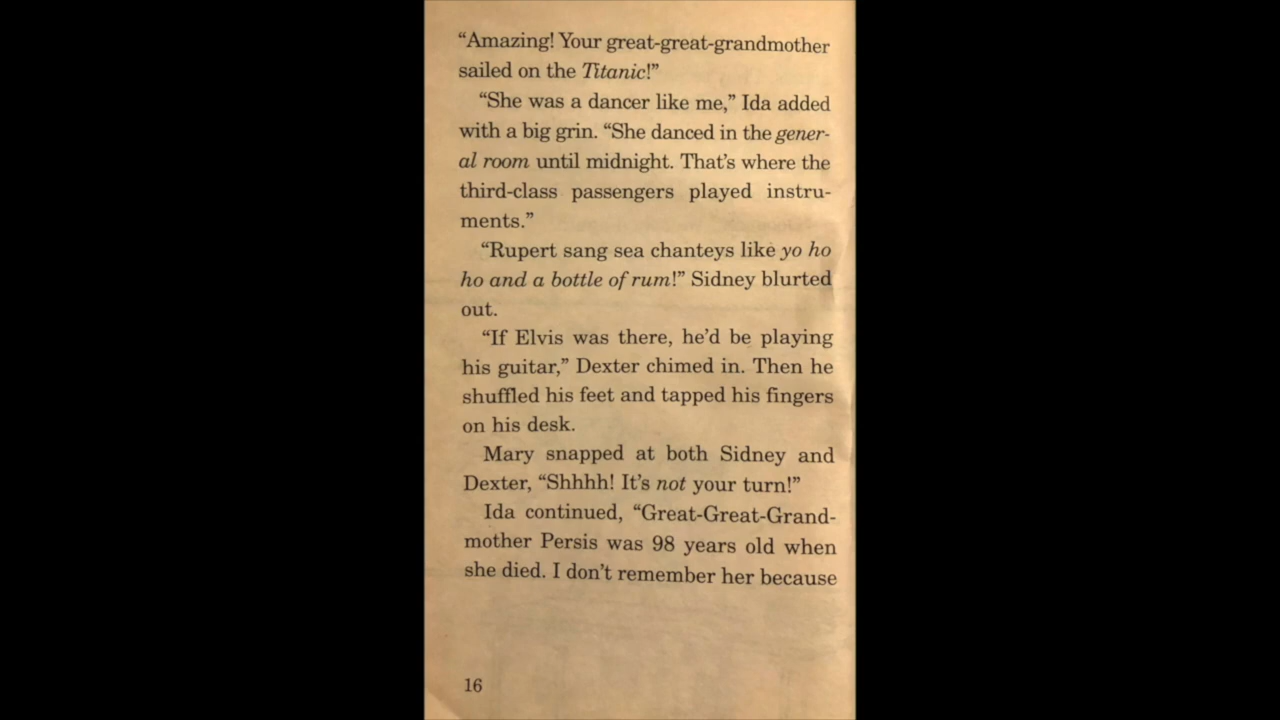 “Amazing! Your great-great-grandmother
sailed on the Titanic!”
“She was a dancer like me,” Ida added
with a big grin. “She danced in the gener-
al room until midnight. That’s where the
third-class passengers played instru-
ments.”
“Rupert sang sea chanteys like yo ho
ho and a bottle of rum!” Sidney blurted
out.
“If Elvis was there, he’d be playing
his guitar,” Dexter chimed in. Then he
shuffled his feet and tapped his fingers
on his desk.
Mary snapped at both Sidney and
Dexter, “Shhhh! It’s not your turn!”
Ida continued, “Great-Great-Grand-
mother Persis was 98 years old when
she died. I don’t remember her because
16